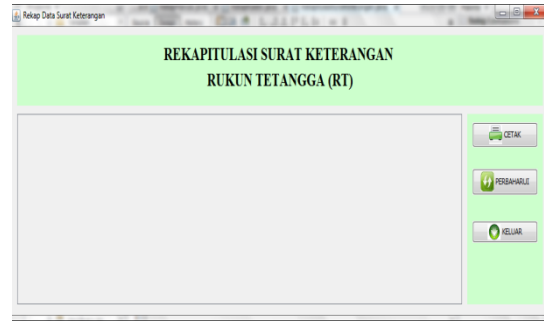 Rekap Data Surat Keterangan
REKAPITULASI SURAT KETERANGAN
RUKUN TETANGGA (RT)
CETAK
PERBAHARUI
KELUAR